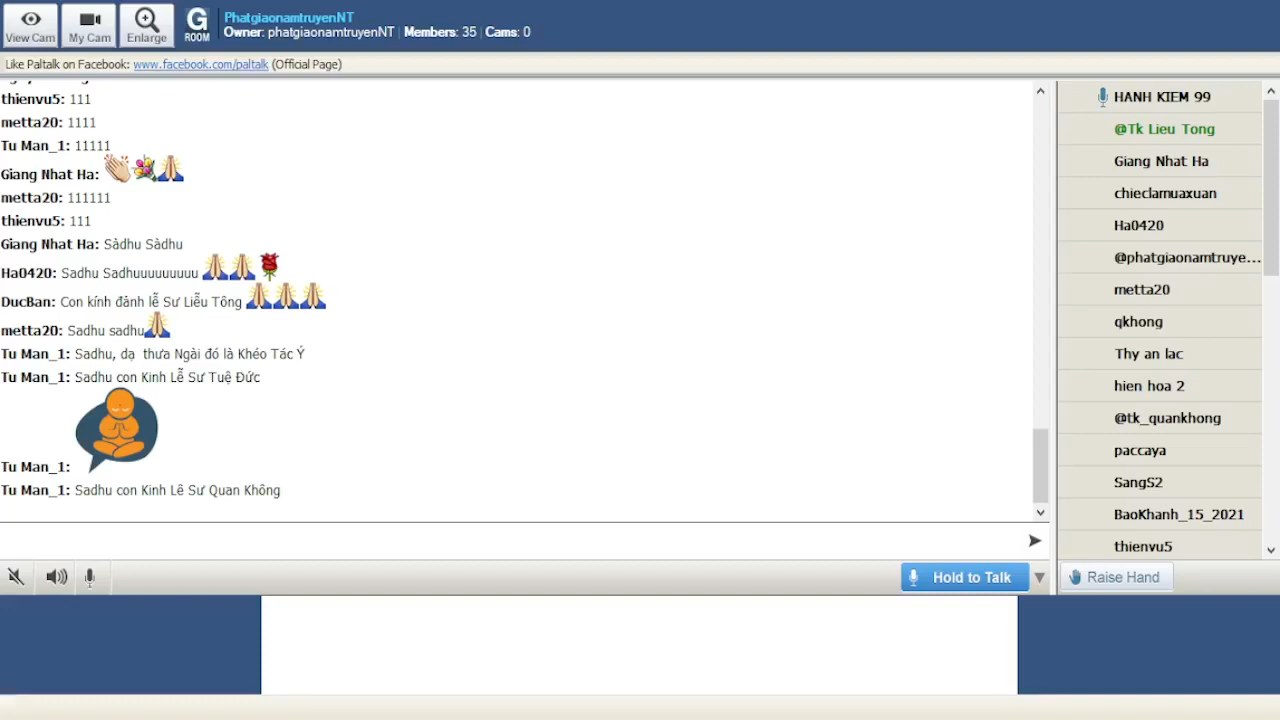 View Cam
My Cam
Enlarge
G
ROOM
PhatgiaonamtruyenNT
Owner: phatgiaonamtruyenNT | Members: 35 | Cams: 0
Like Paltalk on Facebook: www.facebook.com/paltalk (Official Page)
thienvu5: 111
metta20: 1111
Tu Man_1: 11111
Giang Nhat Ha:
metta20: 111111
thienvu5: 111
Giang Nhat Ha: Sàdhu Sàdhu
Ha0420: Sadhu Sadhuuuuuuuuu
DucBan: Con kính đảnh lễ Sư Liễu Tông
metta20: Sadhu sadhu
Tu Man_1: Sadhu, dạ thưa Ngài đó là Khéo Tác Ý
Tu Man_1: Sadhu con Kinh Lễ Sư Tuệ Đức
Tu Man_1:
Tu Man_1: Sadhu con Kinh Lê Sư Quan Không
Hold to Talk
HANH KIEM 99
@Tk Lieu Tong
Giang Nhat Ha
chieclamuaxuan
Ha0420
@phatgiaonamtruye...
metta20
qkhong
Thy an lac
hien hoa 2
@tk_quankhong
paccaya
SangS2
BaoKhanh_15_2021
thienvu5
Raise Hand